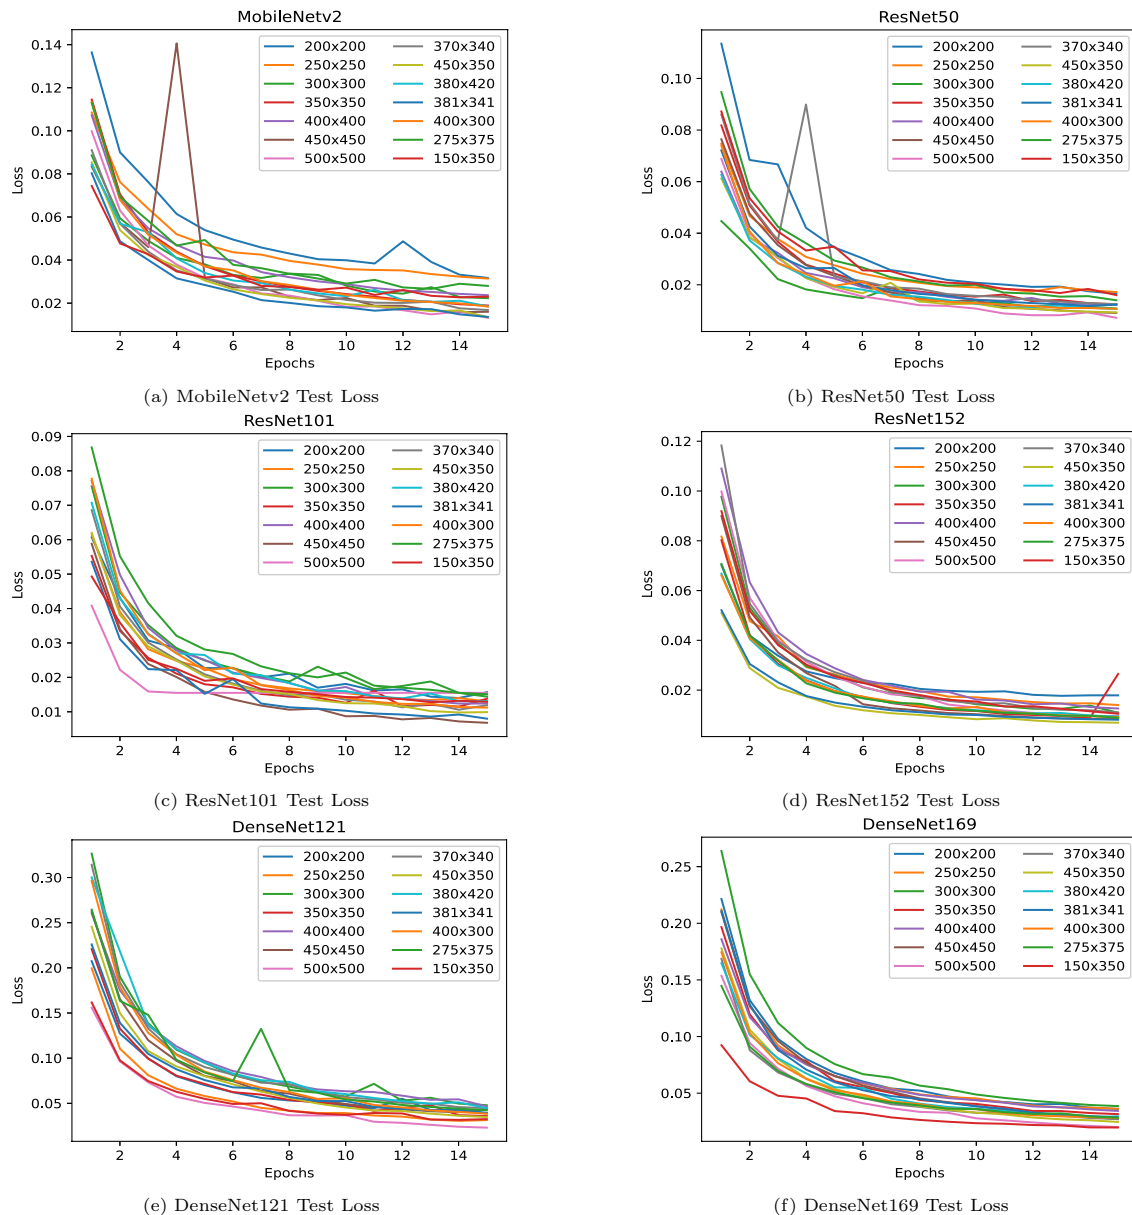 MobileNetv2
0.14
0.12
0.10
0.08
0.06
0.04
0.02
Loss
200x200
250x250
300x300
350x350
400x400
450x450
500x500
370x340
450x350
380x420
381x341
400x300
275x375
150x350
2 4 6 8 10 12 14
Epochs
(a) MobileNetv2 Test Loss
ResNet50
0.10
0.08
0.06
0.04
0.02
Loss
200x200
250x250
300x300
350x350
400x400
450x450
500x500
370x340
450x350
380x420
381x341
400x300
275x375
150x350
2 4 6 8 10 12 14
Epochs
(b) ResNet50 Test Loss
ResNet101
0.09
0.08
0.07
0.06
0.05
0.04
0.03
0.02
0.01
Loss
200x200
250x250
300x300
350x350
400x400
450x450
500x500
370x340
450x350
380x420
381x341
400x300
275x375
150x350
2 4 6 8 10 12 14
Epochs
(c) ResNet101 Test Loss
ResNet152
0.12
0.10
0.08
0.06
0.04
0.02
Loss
200x200
250x250
300x300
350x350
400x400
450x450
500x500
370x340
450x350
380x420
381x341
400x300
275x375
150x350
2 4 6 8 10 12 14
Epochs
(d) ResNet152 Test Loss
DenseNet121
0.30
0.25
0.20
0.15
0.10
0.05
Loss
200x200
250x250
300x300
350x350
400x400
450x450
500x500
370x340
450x350
380x420
381x341
400x300
275x375
150x350
2 4 6 8 10 12 14
Epochs
(e) DenseNet121 Test Loss
DenseNet169
0.25
0.20
0.15
0.10
0.05
Loss
200x200
250x250
300x300
350x350
400x400
450x450
500x500
370x340
450x350
380x420
381x341
400x300
275x375
150x350
2 4 6 8 10 12 14
Epochs
(f) DenseNet169 Test Loss